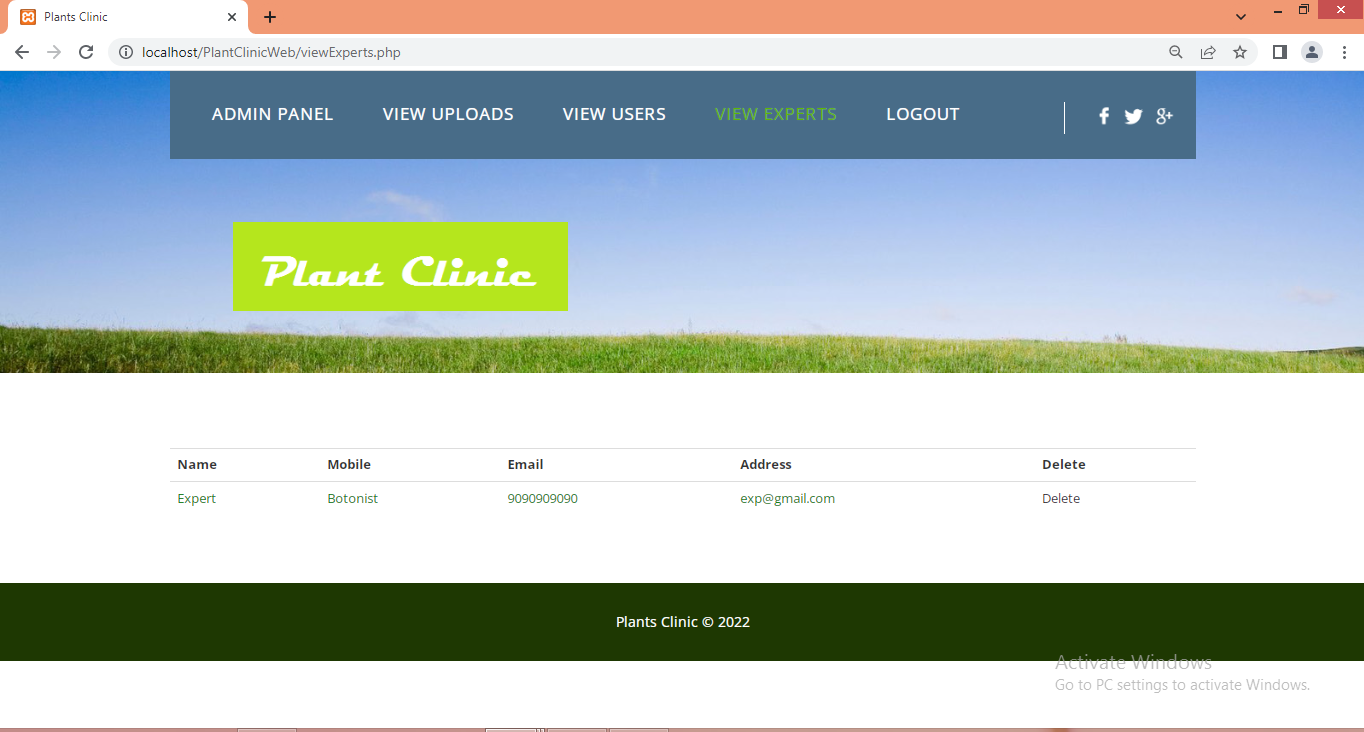 Plants Clinic
localhost/PlantClinicWeb/viewExperts.php
ADMIN PANEL VIEW UPLOADS VIEW USERS VIEW EXPERTS LOGOUT
Plant Clinic
Name Mobile Email Address Delete
Expert Botonist 9090909090 exp@gmail.com Delete
Plants Clinic © 2022
Activate Windows
Go to PC settings to activate Windows.